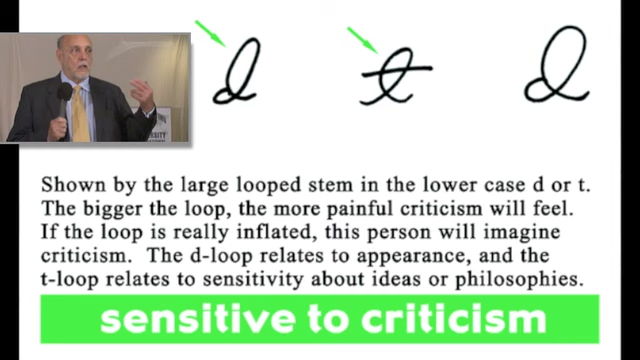 d t d
Shown by the large looped stem in the lower case d or t.
The bigger the loop, the more painful criticism will feel.
If the loop is really inflated, this person will imagine
criticism. The d-loop relates to appearance, and the
t-loop relates to sensitivity about ideas or philosophies.
sensitive to criticism